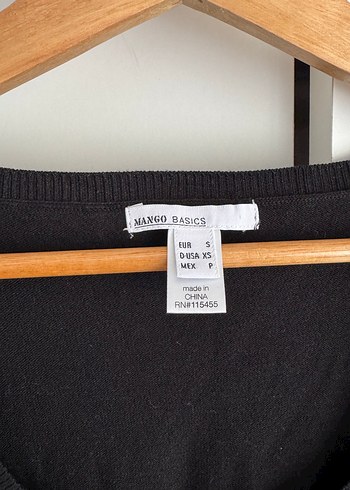 MANGO BASICS
EUR S
D-USA XS
MEX P
made in
CHINA
RN#115455